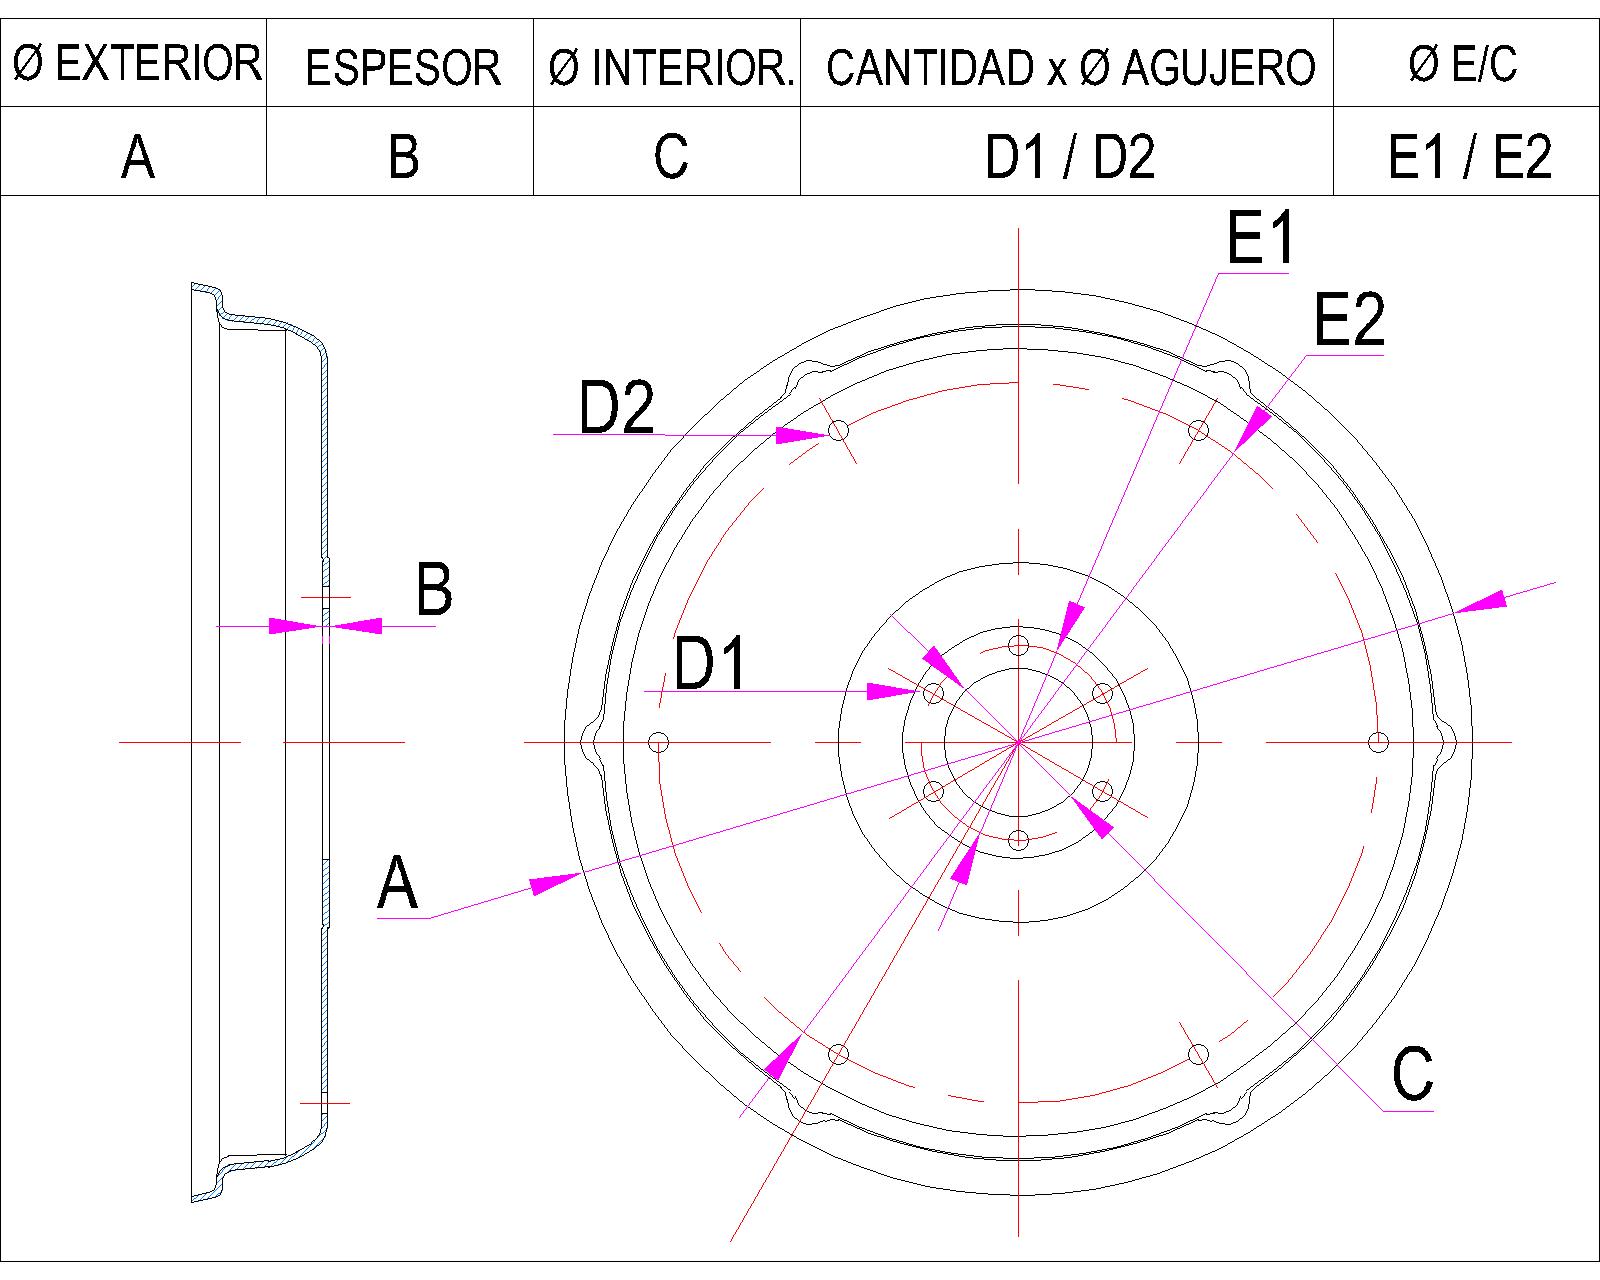 Ø EXTERIOR ESPESOR Ø INTERIOR. CANTIDAD x Ø AGUJERO Ø E/C
A B C D1 / D2 E1 / E2
E1
E2
D2
B
D1
A
C